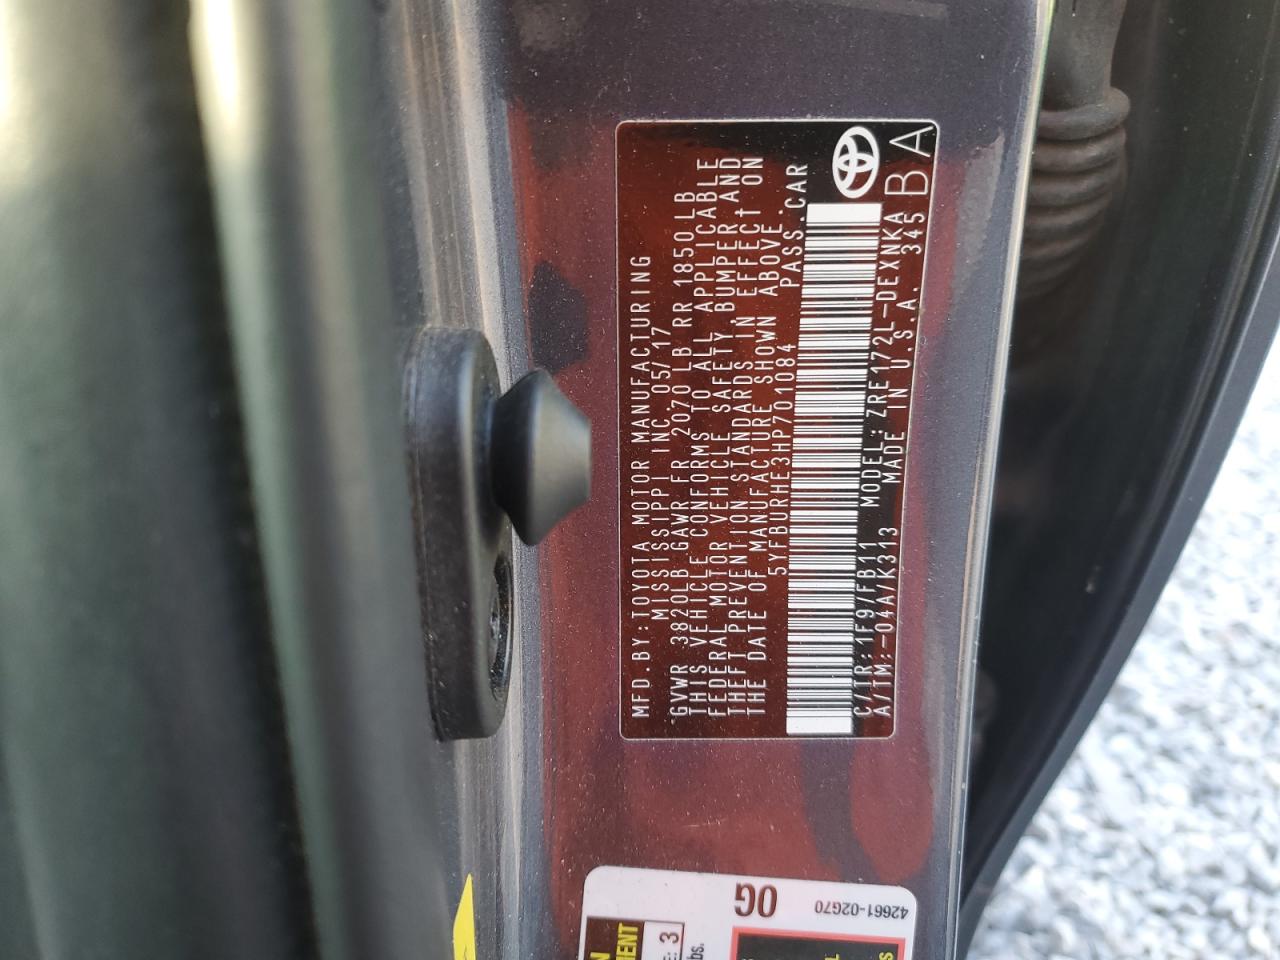 MFD.BY:TOYOTA MOTOR MANUFACTURING
MISSISSIPPI INC. 05/17
GVWR 3820LB GAWR FR 2070 LB RR 1850 LB
THIS VEHICLE CONFORMS TO ALL APPLICABLE
FEDERAL MOTOR VEHICLE SAFETY, BUMPER, AND
THEFT PREVENTION STANDARDS IN EFFECT ON
THE DATE OF MANUFACTURE SHOWN ABOVE.
5YFBURHE3HP701084 PASS.CAR
C/TR:1F9/FB11 MODEL:ZRE172L-DEXNKA
A/TM:-04A/K313 MADE IN U.S.A. 345
B A
OG
42661-02G70
: 3
bs.